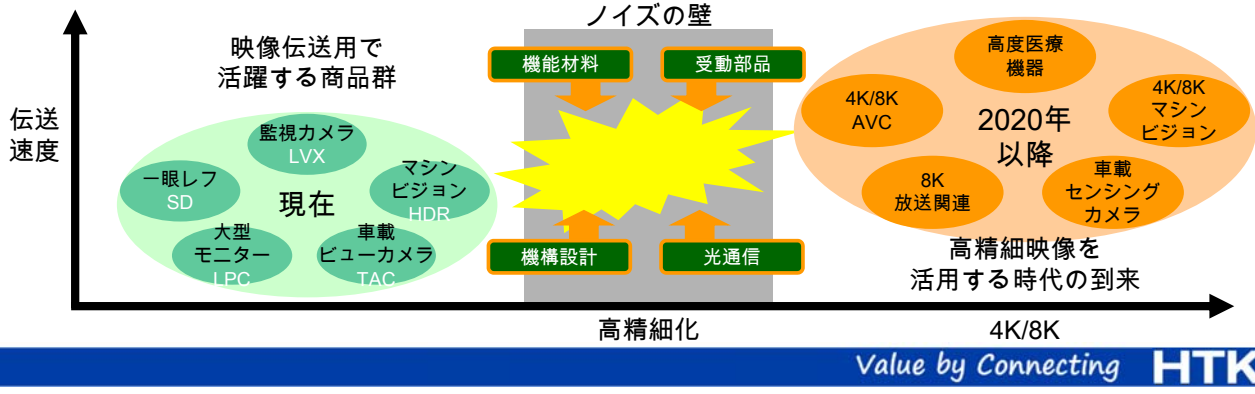 ノイズの壁
映像伝送用で
活躍する商品群
機能材料
受動部品
高度医療
機器
伝送
速度
監視カメラ
LVX
一眼レフ
SD
マシン
ビジョン
HDR
現在
大型
モニター
LPC
車載
ビューカメラ
TAC
4K/8K
AVC
2020年
以降
4K/8K
マシン
ビジョン
8K
放送関連
車載
センシング
カメラ
機構設計
光通信
高精細映像を
活用する時代の到来
高精細化
4K/8K
Value by Connecting
HTK